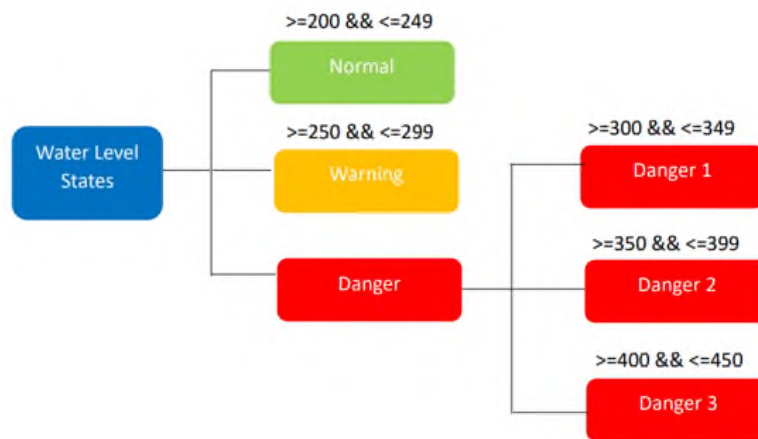 >=200 && <=249
Normal
Water Level
States
>=250 && <=299
Warning
Danger
>=300 && <=349
Danger 1
>=350 && <=399
Danger 2
>=400 && <=450
Danger 3